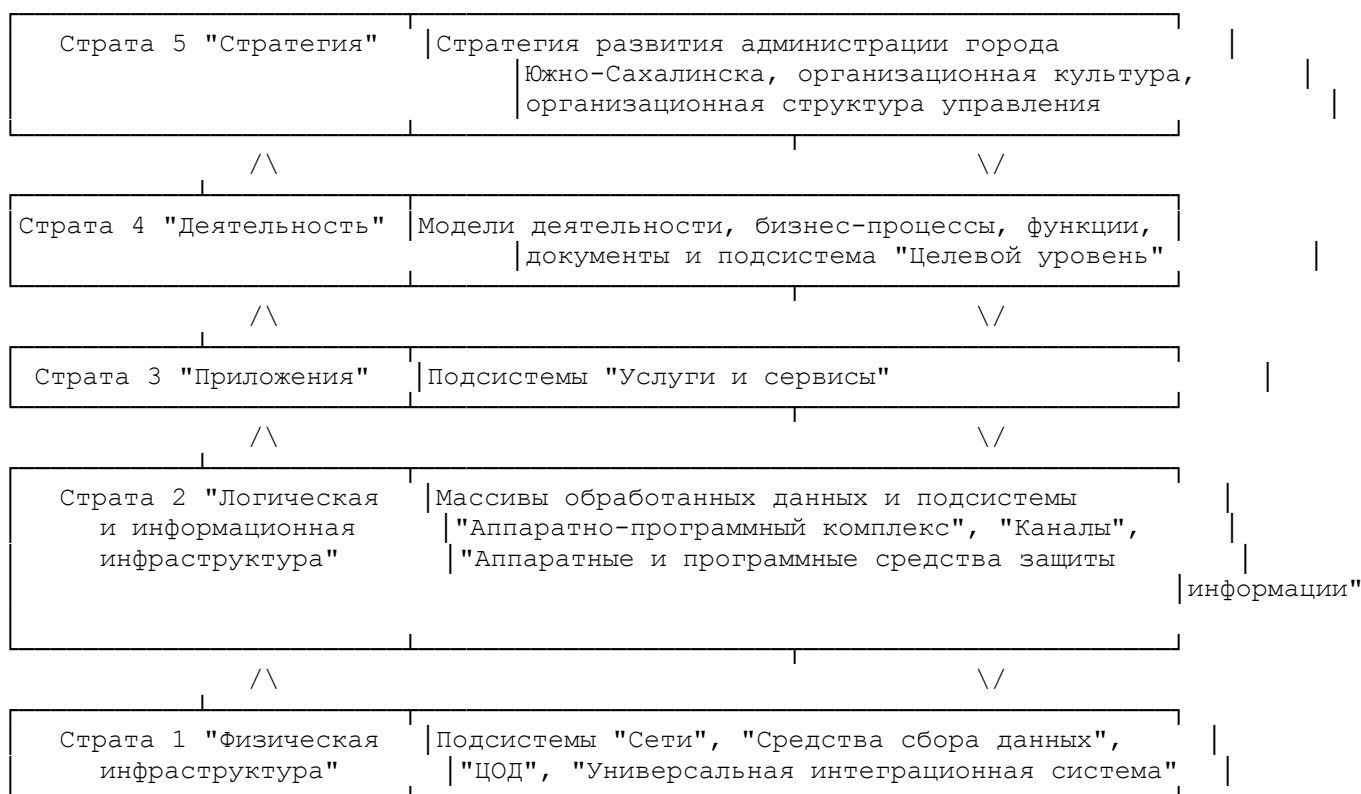 Страта 5 "Стратегия" Стратегия развития администрации города
Южно-Сахалинска, организационная культура,
организационная структура управления
/\ \/
Страта 4 "Деятельность" Модели деятельности, бизнес-процессы, функции,
документы и подсистема "Целевой уровень"
/\ \/
Страта 3 "Приложения" Подсистемы "Услуги и сервисы"
/\ \/
Страта 2 "Логическая Массивы обработанных данных и подсистемы
и информационная "Аппаратно-программный комплекс", "Каналы",
инфраструктура" "Аппаратные и программные средства защиты
информации"
/\ \/
Страта 1 "Физическая Подсистемы "Сети", "Средства сбора данных",
инфраструктура" "ЦОД", "Универсальная интеграционная система"